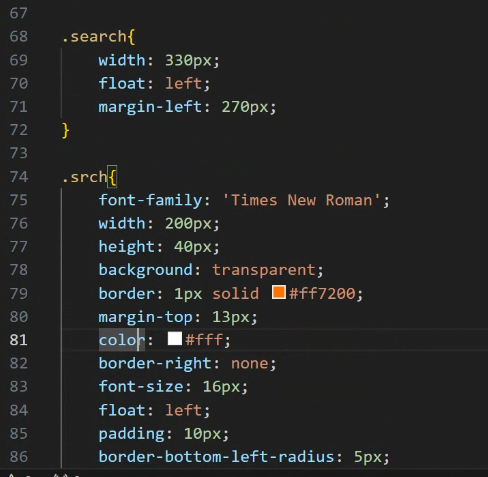 67
68 .search{
69 width: 330px;
70 float: left;
71 margin-left: 270px;
72 }
73
74 .srch{
75 font-family: 'Times New Roman';
76 width: 200px;
77 height: 40px;
78 background: transparent;
79 border: 1px solid #ff7200;
80 margin-top: 13px;
81 color: #fff;
82 border-right: none;
83 font-size: 16px;
84 float: left;
85 padding: 10px;
86 border-bottom-left-radius: 5px;